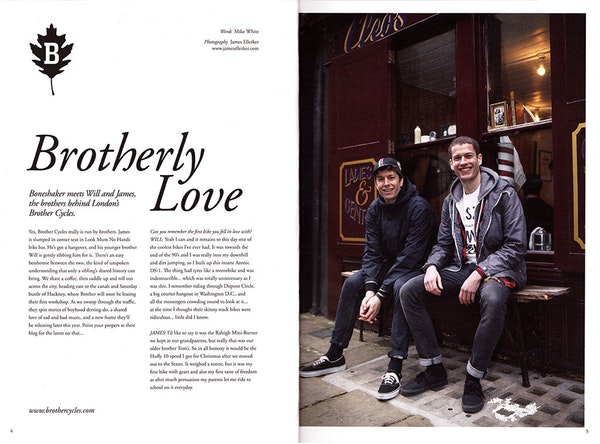 B
Words Mike White
Photography James Ellerker
www.jamesellerker.com
Brotherly
Love
Boneshaker meets Will and James,
the brothers behind London's
Brother Cycles.
Yes, Brother Cycles really is run by brothers. James
is slumped in corner seat in Look Mum No Hands
bike bar. He's got a hangover, and his younger brother
Will is gently ribbing him for it. There's an easy
bonhomie between the two, the kind of unspoken
understanding that only a sibling's shared history can
bring. We share a coffee, then saddle up and roll out
across the city, heading east to the canals and Saturday
bustle of Hackney, where Brother will soon be leasing
their first workshop. As we swoop through the traffic,
they spin stories of boyhood derring do, a shared
love of rad and bad music, and a new frame they'll
be releasing later this year. Point your peepers at their
blog for the latest on that...
Can you remember the first bike you fell in love with?
WILL: Yeah I can and it remains to this day one of
the coolest bikes I've ever had. It was towards the
end of the 90's and I was really into my downhill
and dirt jumping, so I built up this insane Azonic
DS-1. The thing had tyres like a motorbike and was
indestructible... which was totally unnecessary as I
was thin. I remember riding through Dupont Circle,
a big courier hangout in Washington D.C., and
all the messengers crowding round to look at it...
at the time I thought their skinny track bikes were
ridiculous... little did I know.
JAMES: I'd like to say it was the Raleigh Mini-Burner
we kept at our grandparents, but really that was our
older brother Tom's. So in all honesty it would be the
Huffy 10-speed I got for Christmas after we moved
out to the States. It weighed a tonne, but it was my
first bike with gears and also my first taste of freedom
as after much persuasion my parents let me ride to
school on it everyday.
www.brothercycles.com
4
Cleo's
LADIES
&
GENTS
5